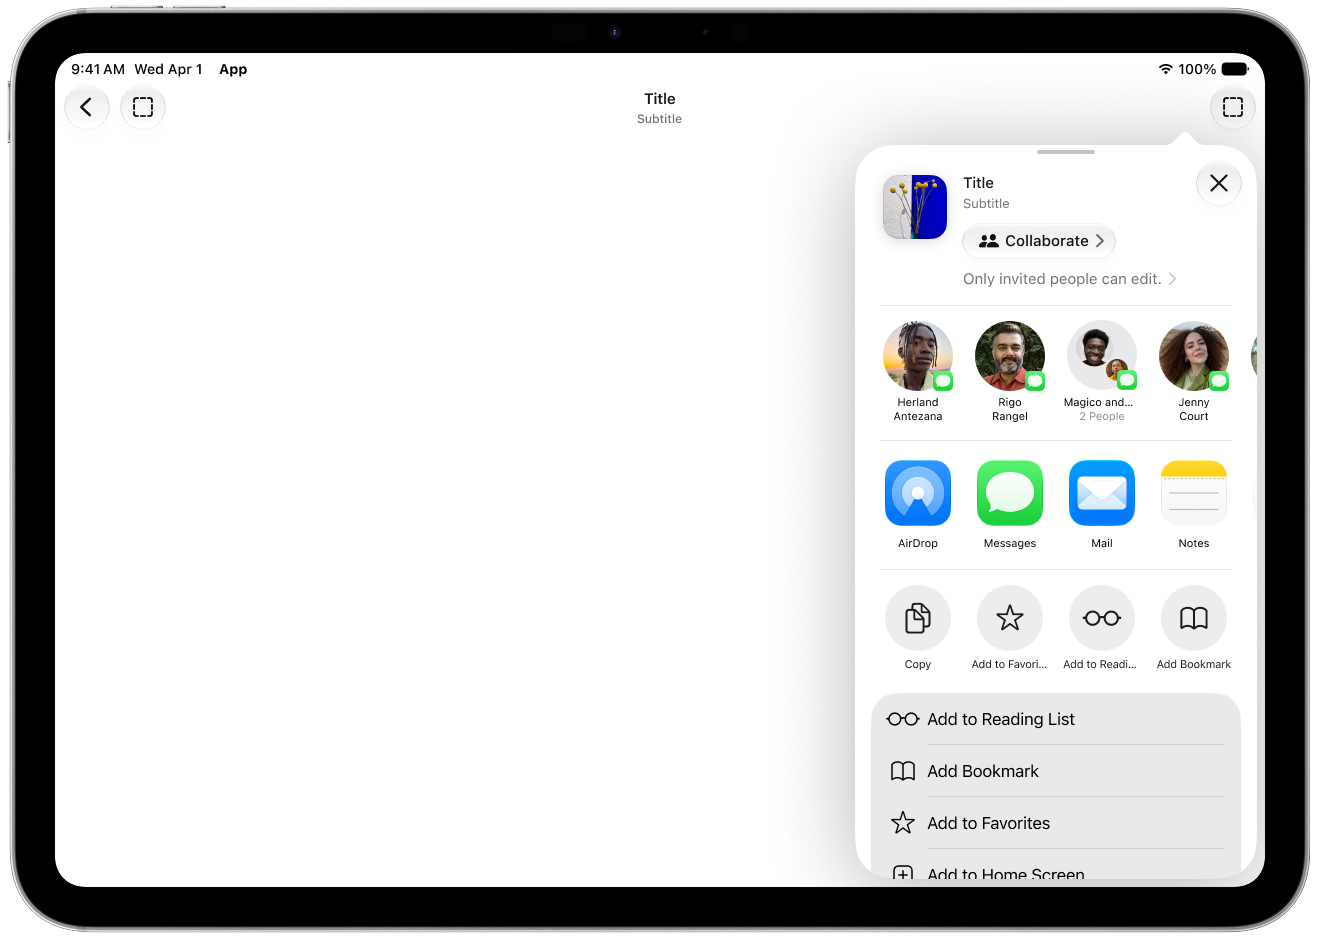 9:41 AM Wed Apr 1 App
100%
Title
Subtitle
Title
Subtitle
Collaborate
Only invited people can edit.
Herland
Antezana
Rigo
Rangel
Magico and...
2 People
Jenny
Court
AirDrop
Messages
Mail
Notes
Copy
Add to Favori...
Add to Readi...
Add Bookmark
Add to Reading List
Add Bookmark
Add to Favorites
Add to Home Screen